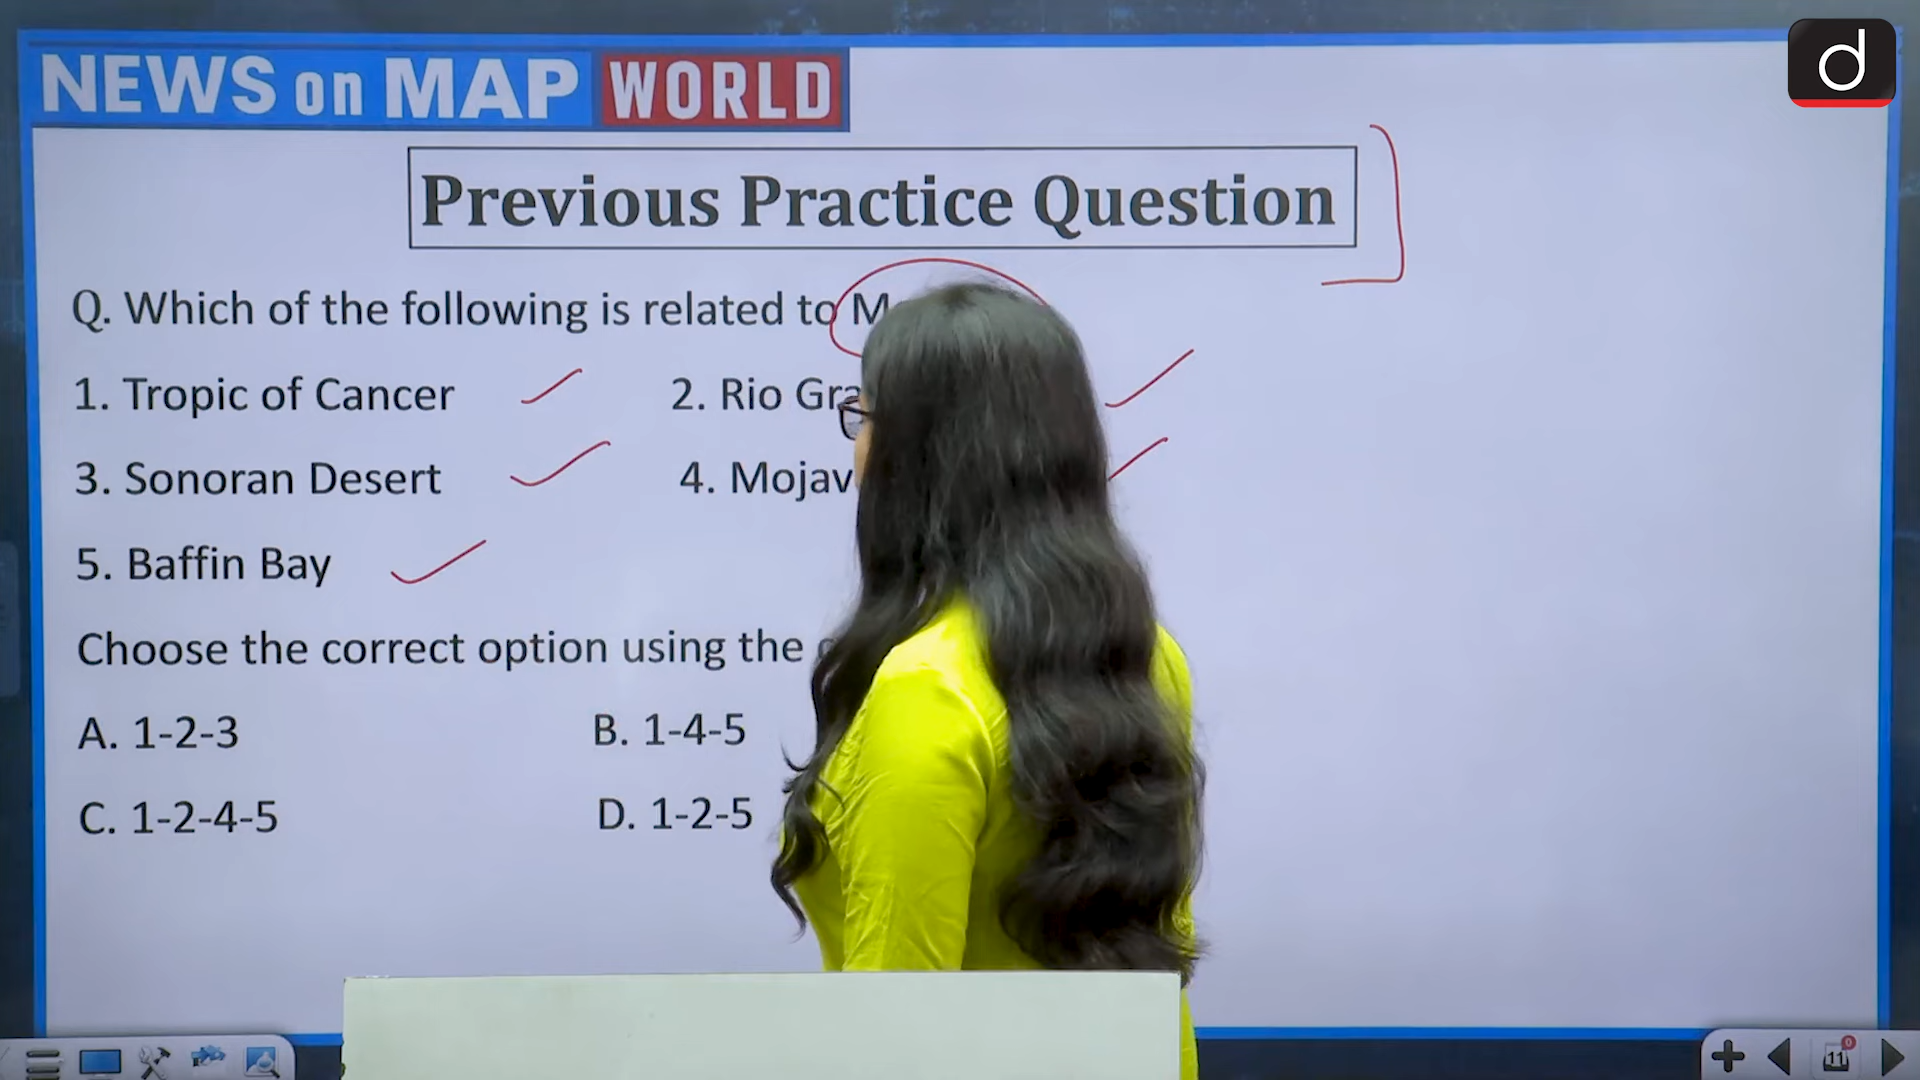 NEWS on MAP WORLD
d
Previous Practice Question
Q. Which of the following is related to
1. Tropic of Cancer 2. Rio
3. Sonoran Desert 4.
5. Baffin Bay
Choose the correct option using the
A. 1-2-3 B. 1-4-5
C. 1-2-4-5 D. 1-2-5
11
0